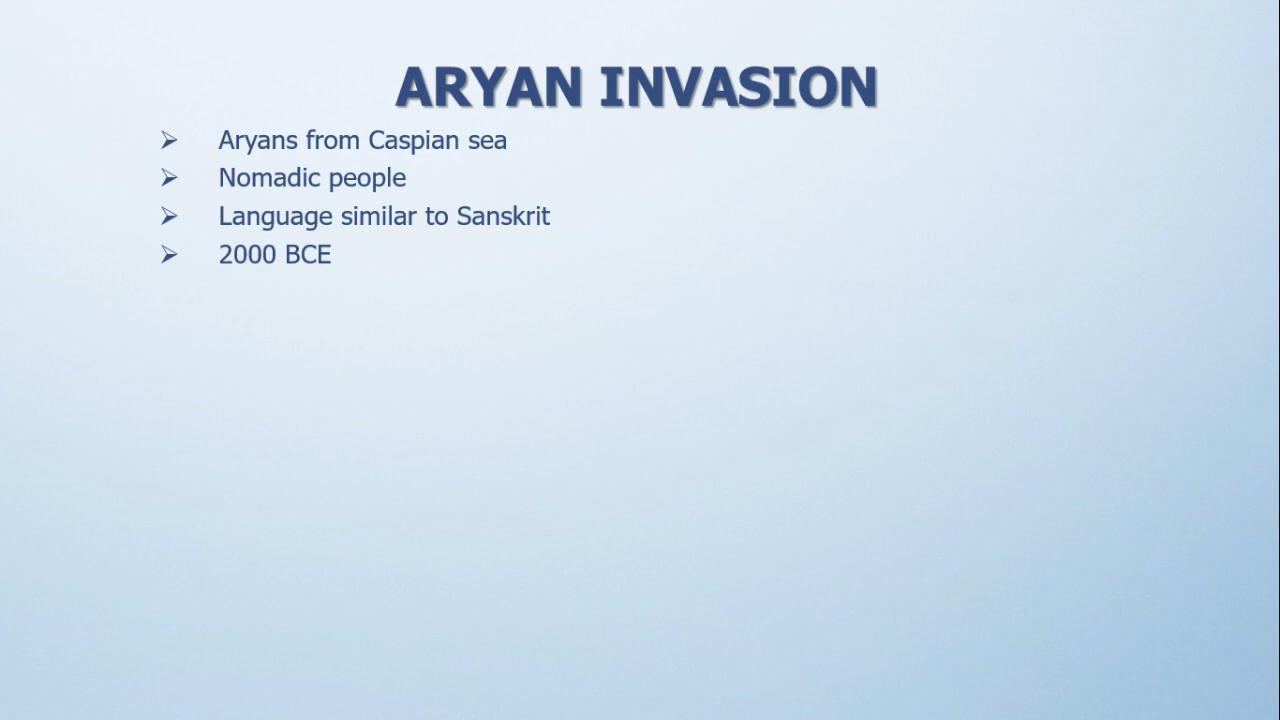 ARYAN INVASION
➢ Aryans from Caspian sea
➢ Nomadic people
➢ Language similar to Sanskrit
➢ 2000 BCE